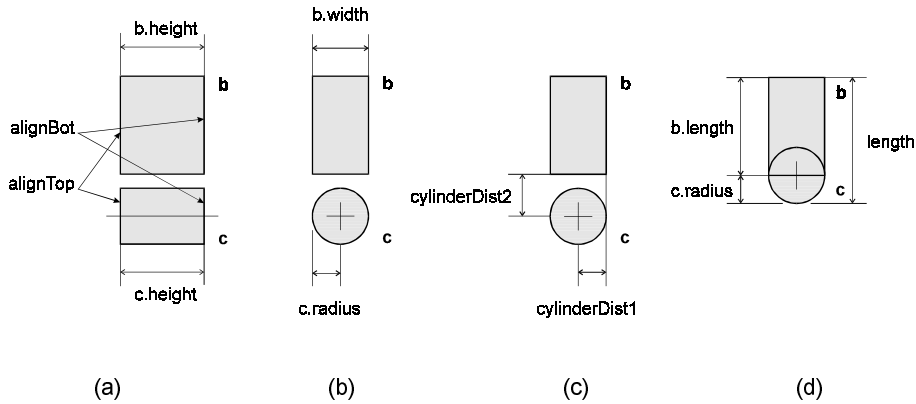 b.height
b
alignBot
alignTop
c
c.height
(a)
b.width
b
c
c.radius
(b)
b
cylinderDist2
c
cylinderDist1
(c)
b
b.length
length
c.radius
c
(d)